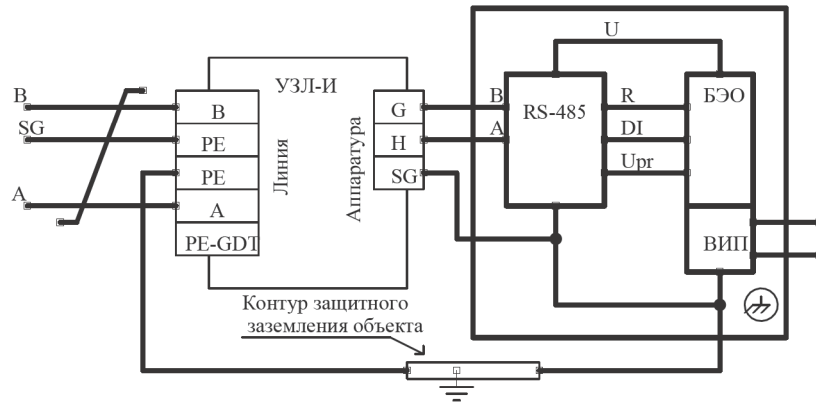 U
УЗЛ-И
B
SG
A
B
PE
PE
A
PE-GDT
Линия
Аппаратура
G
H
SG
B
A
RS-485
R
DI
Upr
БЭО
ВИП
Контур защитного
заземления объекта